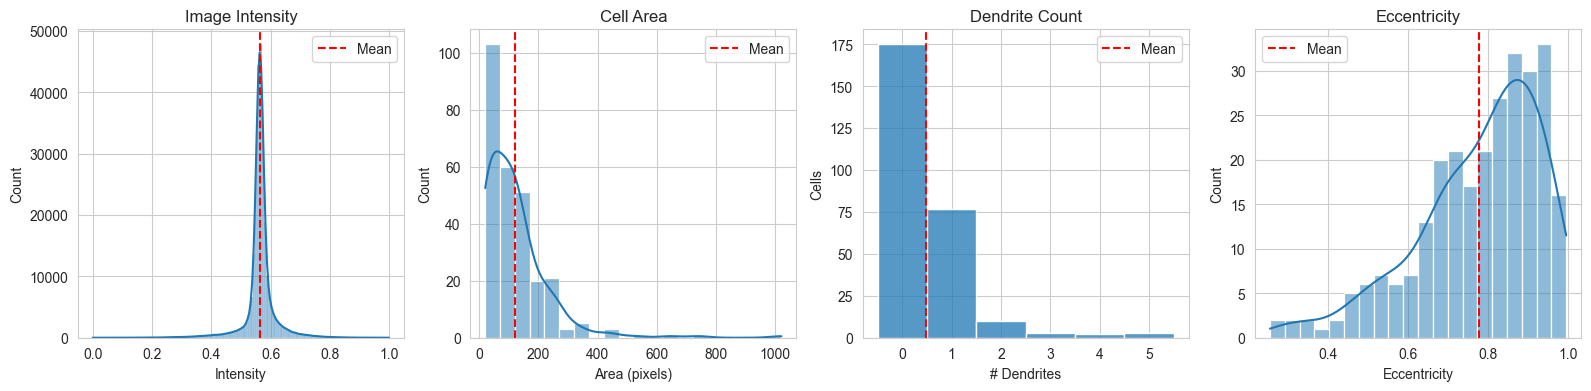 Image Intensity
Mean
50000
40000
30000
20000
10000
0
Count
0.0 0.2 0.4 0.6 0.8 1.0
Intensity
Cell Area
Mean
100
80
60
40
20
0
Count
0 200 400 600 800 1000
Area (pixels)
Dendrite Count
Mean
175
150
125
100
75
50
25
0
Cells
0 1 2 3 4 5
# Dendrites
Eccentricity
Mean
30
25
20
15
10
5
0
Count
0.4 0.6 0.8 1.0
Eccentricity